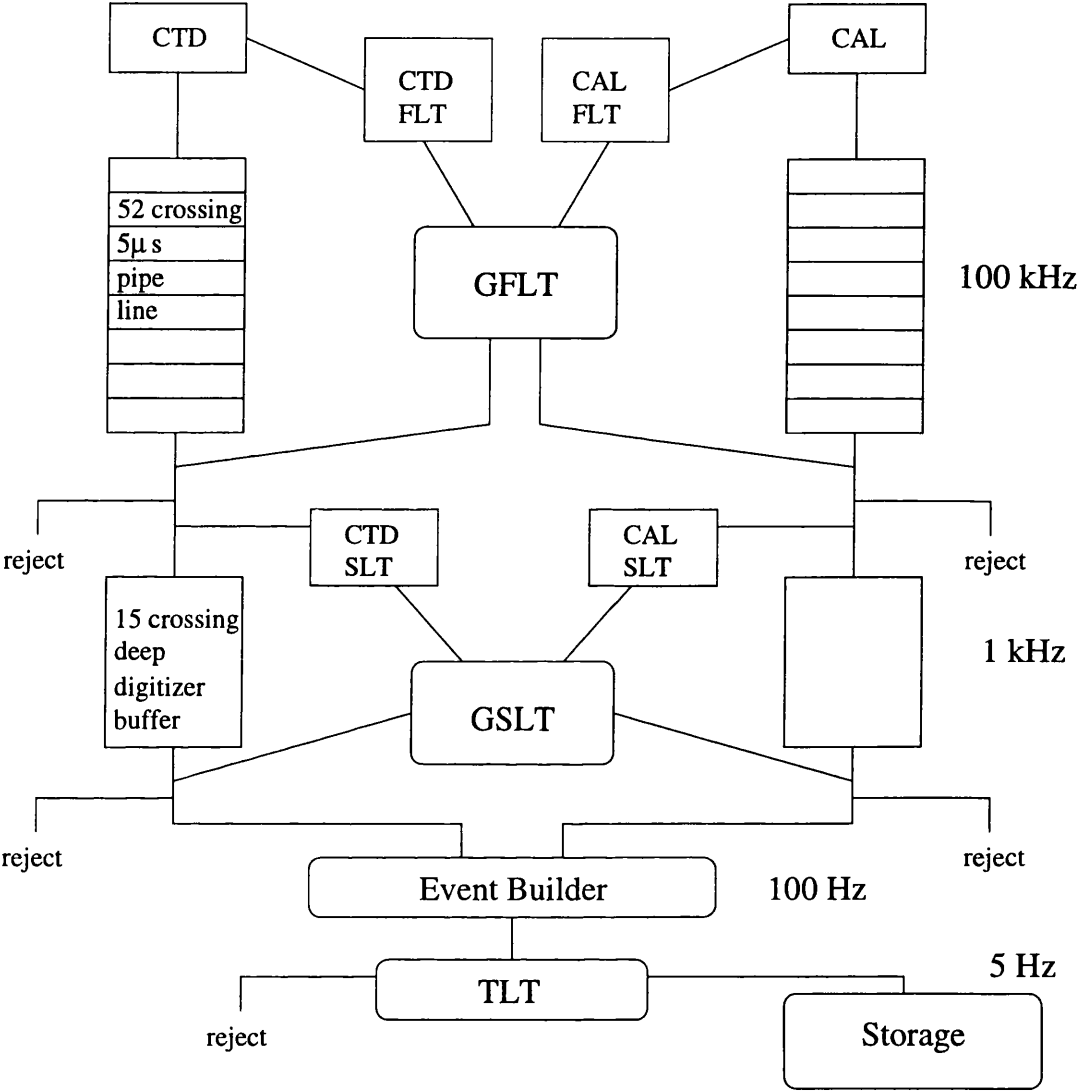 CTD
CAL
CTD
FLT
CAL
FLT
52 crossing
5μ s
pipe
line
GFLT
100 kHz
reject
CTD
SLT
CAL
SLT
reject
15 crossing
deep
digitizer
buffer
GSLT
1 kHz
reject
reject
Event Builder
100 Hz
TLT
5 Hz
reject
Storage